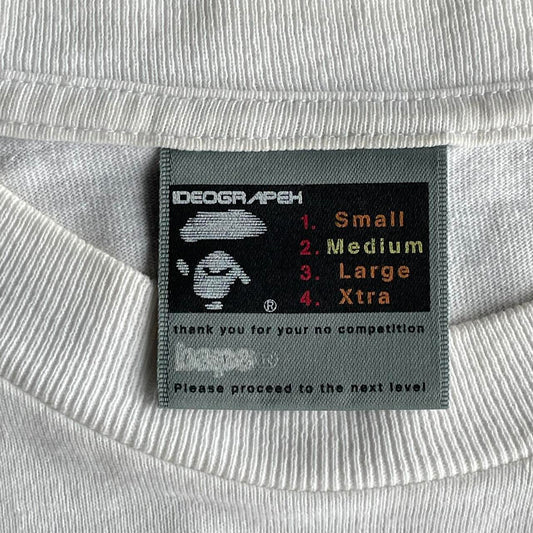 IDEOGRAPEH
1. Small
2. Medium
3. Large
4. Xtra
®
thank you for your no competition
bape ®
Please proceed to the next level